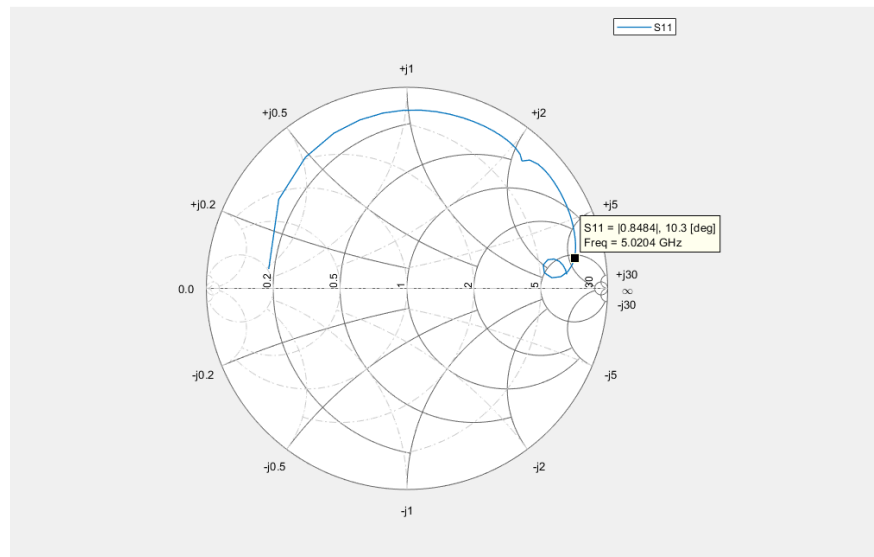 S11
+j1
+j0.5
+j2
+j0.2
+j5
S11 = |0.8484|, 10.3 [deg]
Freq = 5.0204 GHz
0.0
0.2
0.5
1
2
5
30
+j30
∞
-j30
-j0.2
-j5
-j0.5
-j2
-j1